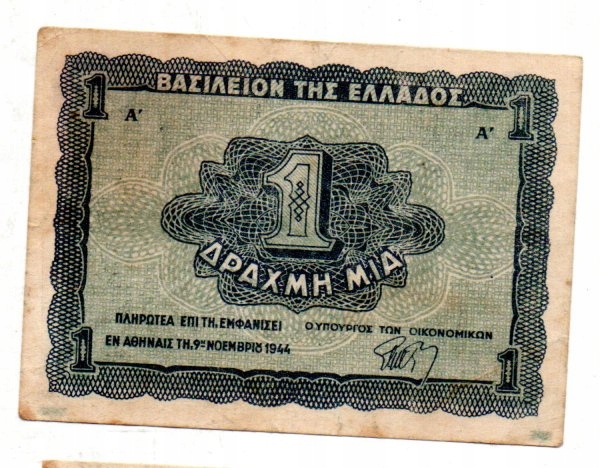 ΒΑΣΙΛΕΙΟΝ ΤΗΣ ΕΛΛΑΔΟΣ
1 1
Α' Α'
1
ΔΡΑΧΜΗ ΜΙΑ
ΠΛΗΡΩΤΕΑ ΕΠΙ ΤΗ, ΕΜΦΑΝΙΣΕΙ
Ο ΥΠΟΥΡΓΟΣ ΤΩΝ ΟΙΚΟΝΟΜΙΚΩΝ
ΕΝ ΑΘΗΝΑΙΣ ΤΗ, 9ῃ ΝΟΕΜΒΡΙΟΥ 1944
1 1